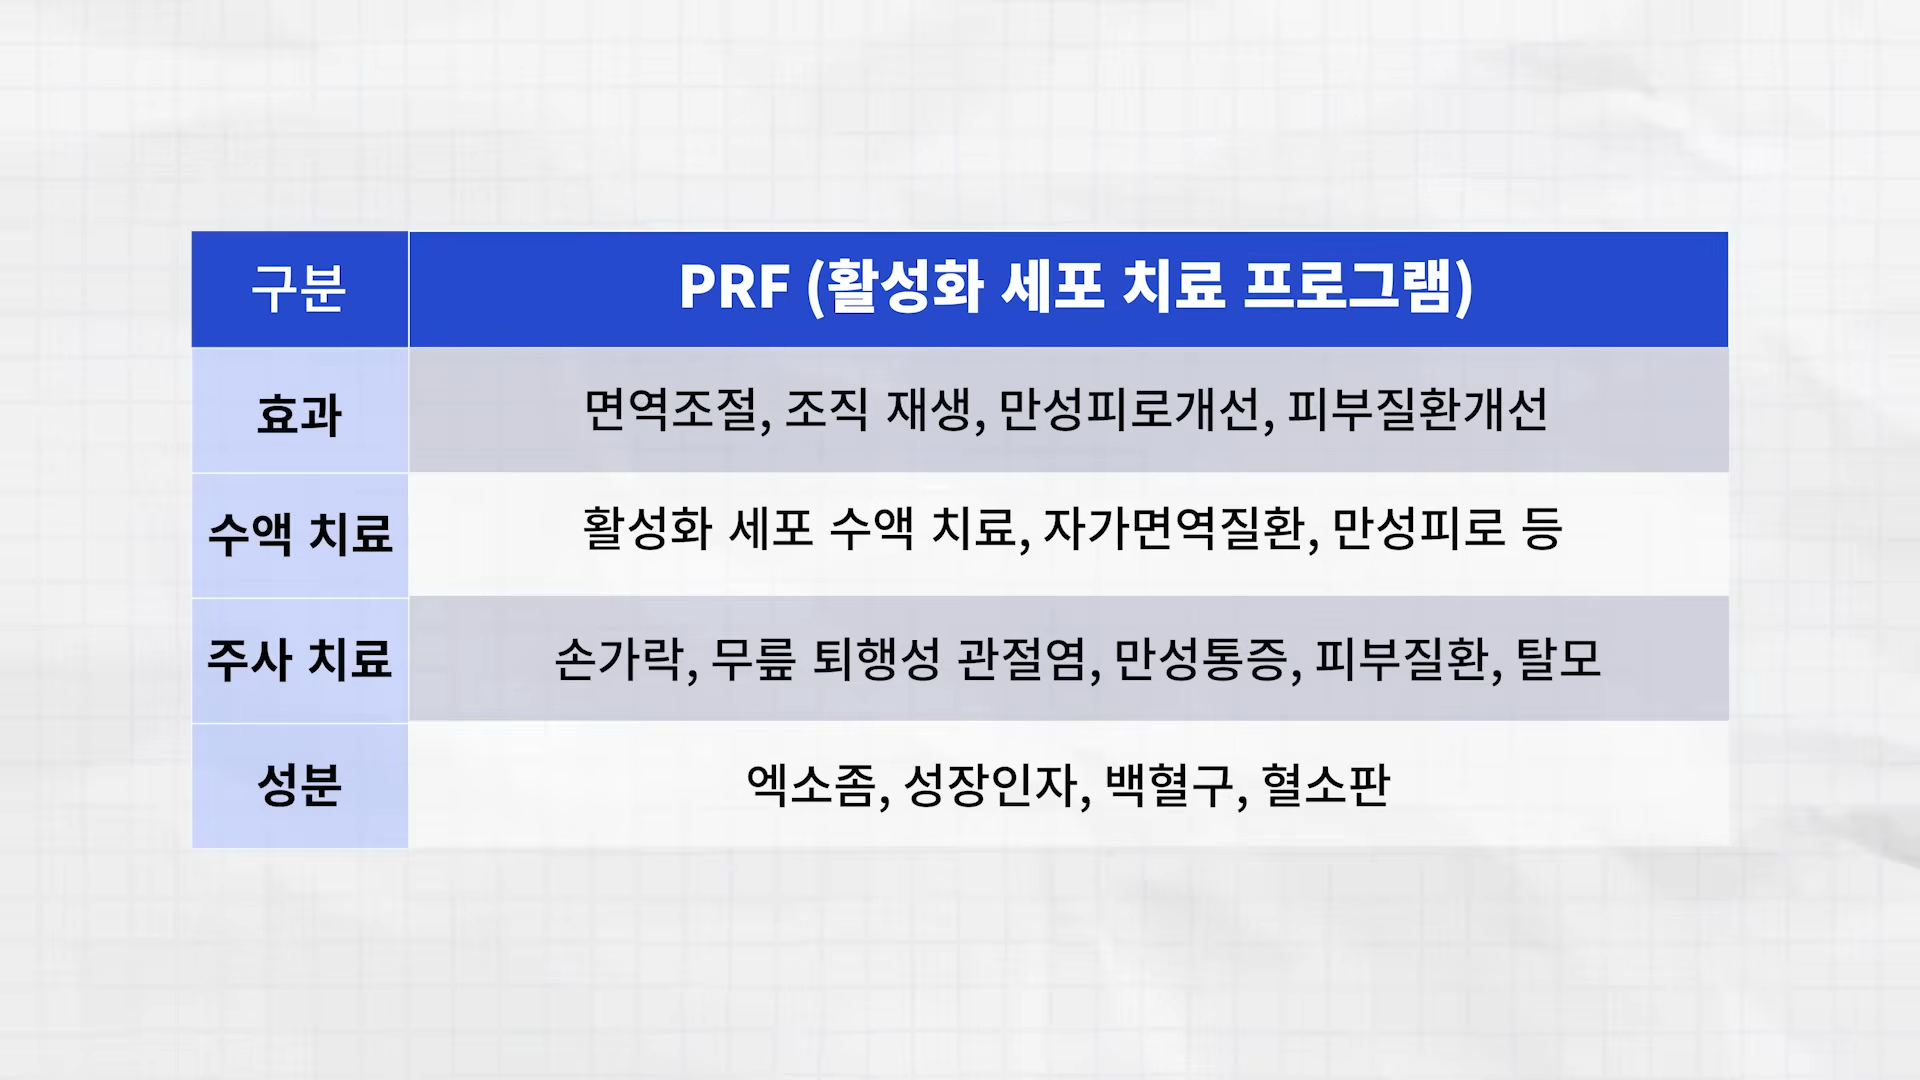 구분
PRF (활성화 세포 치료 프로그램)
효과
면역조절, 조직 재생, 만성피로개선, 피부질환개선
수액 치료
활성화 세포 수액 치료, 자가면역질환, 만성피로 등
주사 치료
손가락, 무릎 퇴행성 관절염, 만성통증, 피부질환, 탈모
성분
엑소좀, 성장인자, 백혈구, 혈소판